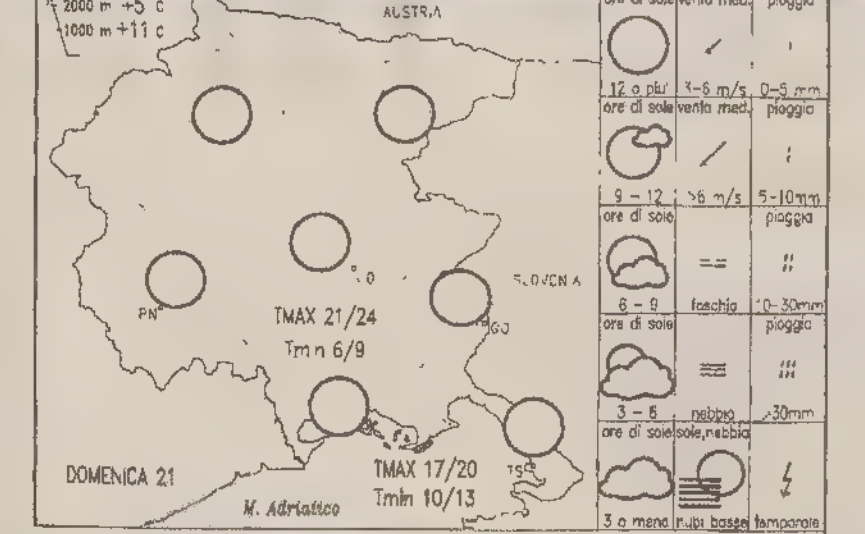 2000 m +5 c
1000 m +11 c
AUSTRIA
PN
UD
SLOVENIA
TMAX 21/24
Tmin 6/9
GO
DOMENICA 21
TMAX 17/20
Tmin 10/13
TS
M. Adriatico
ore di sole vento med. pioggia
12 o piu' 3-6 m/s 0-5 mm
ore di sole vento med. pioggia
9 - 12 >6 m/s 5-10mm
ore di sole pioggia
6 - 9 foschia 10-30mm
ore di sole pioggia
3 - 6 nebbia >30mm
ore di sole sole,nebbia
3 o meno nubi basse temporale